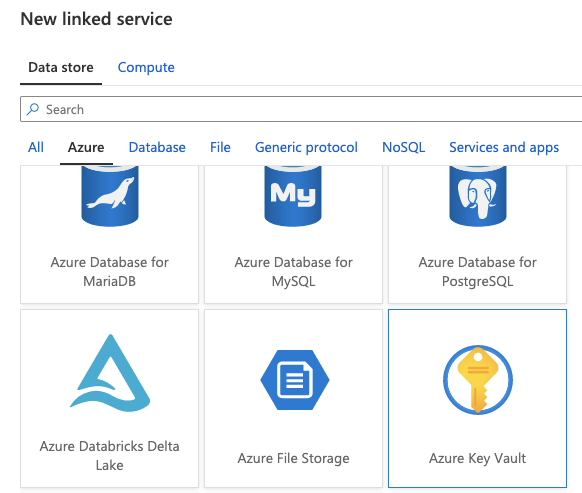 New linked service
Data store Compute
Search
All Azure Database File Generic protocol NoSQL Services and apps
My
Azure Database for MariaDB
Azure Database for MySQL
Azure Database for PostgreSQL
Azure Databricks Delta Lake
Azure File Storage
Azure Key Vault